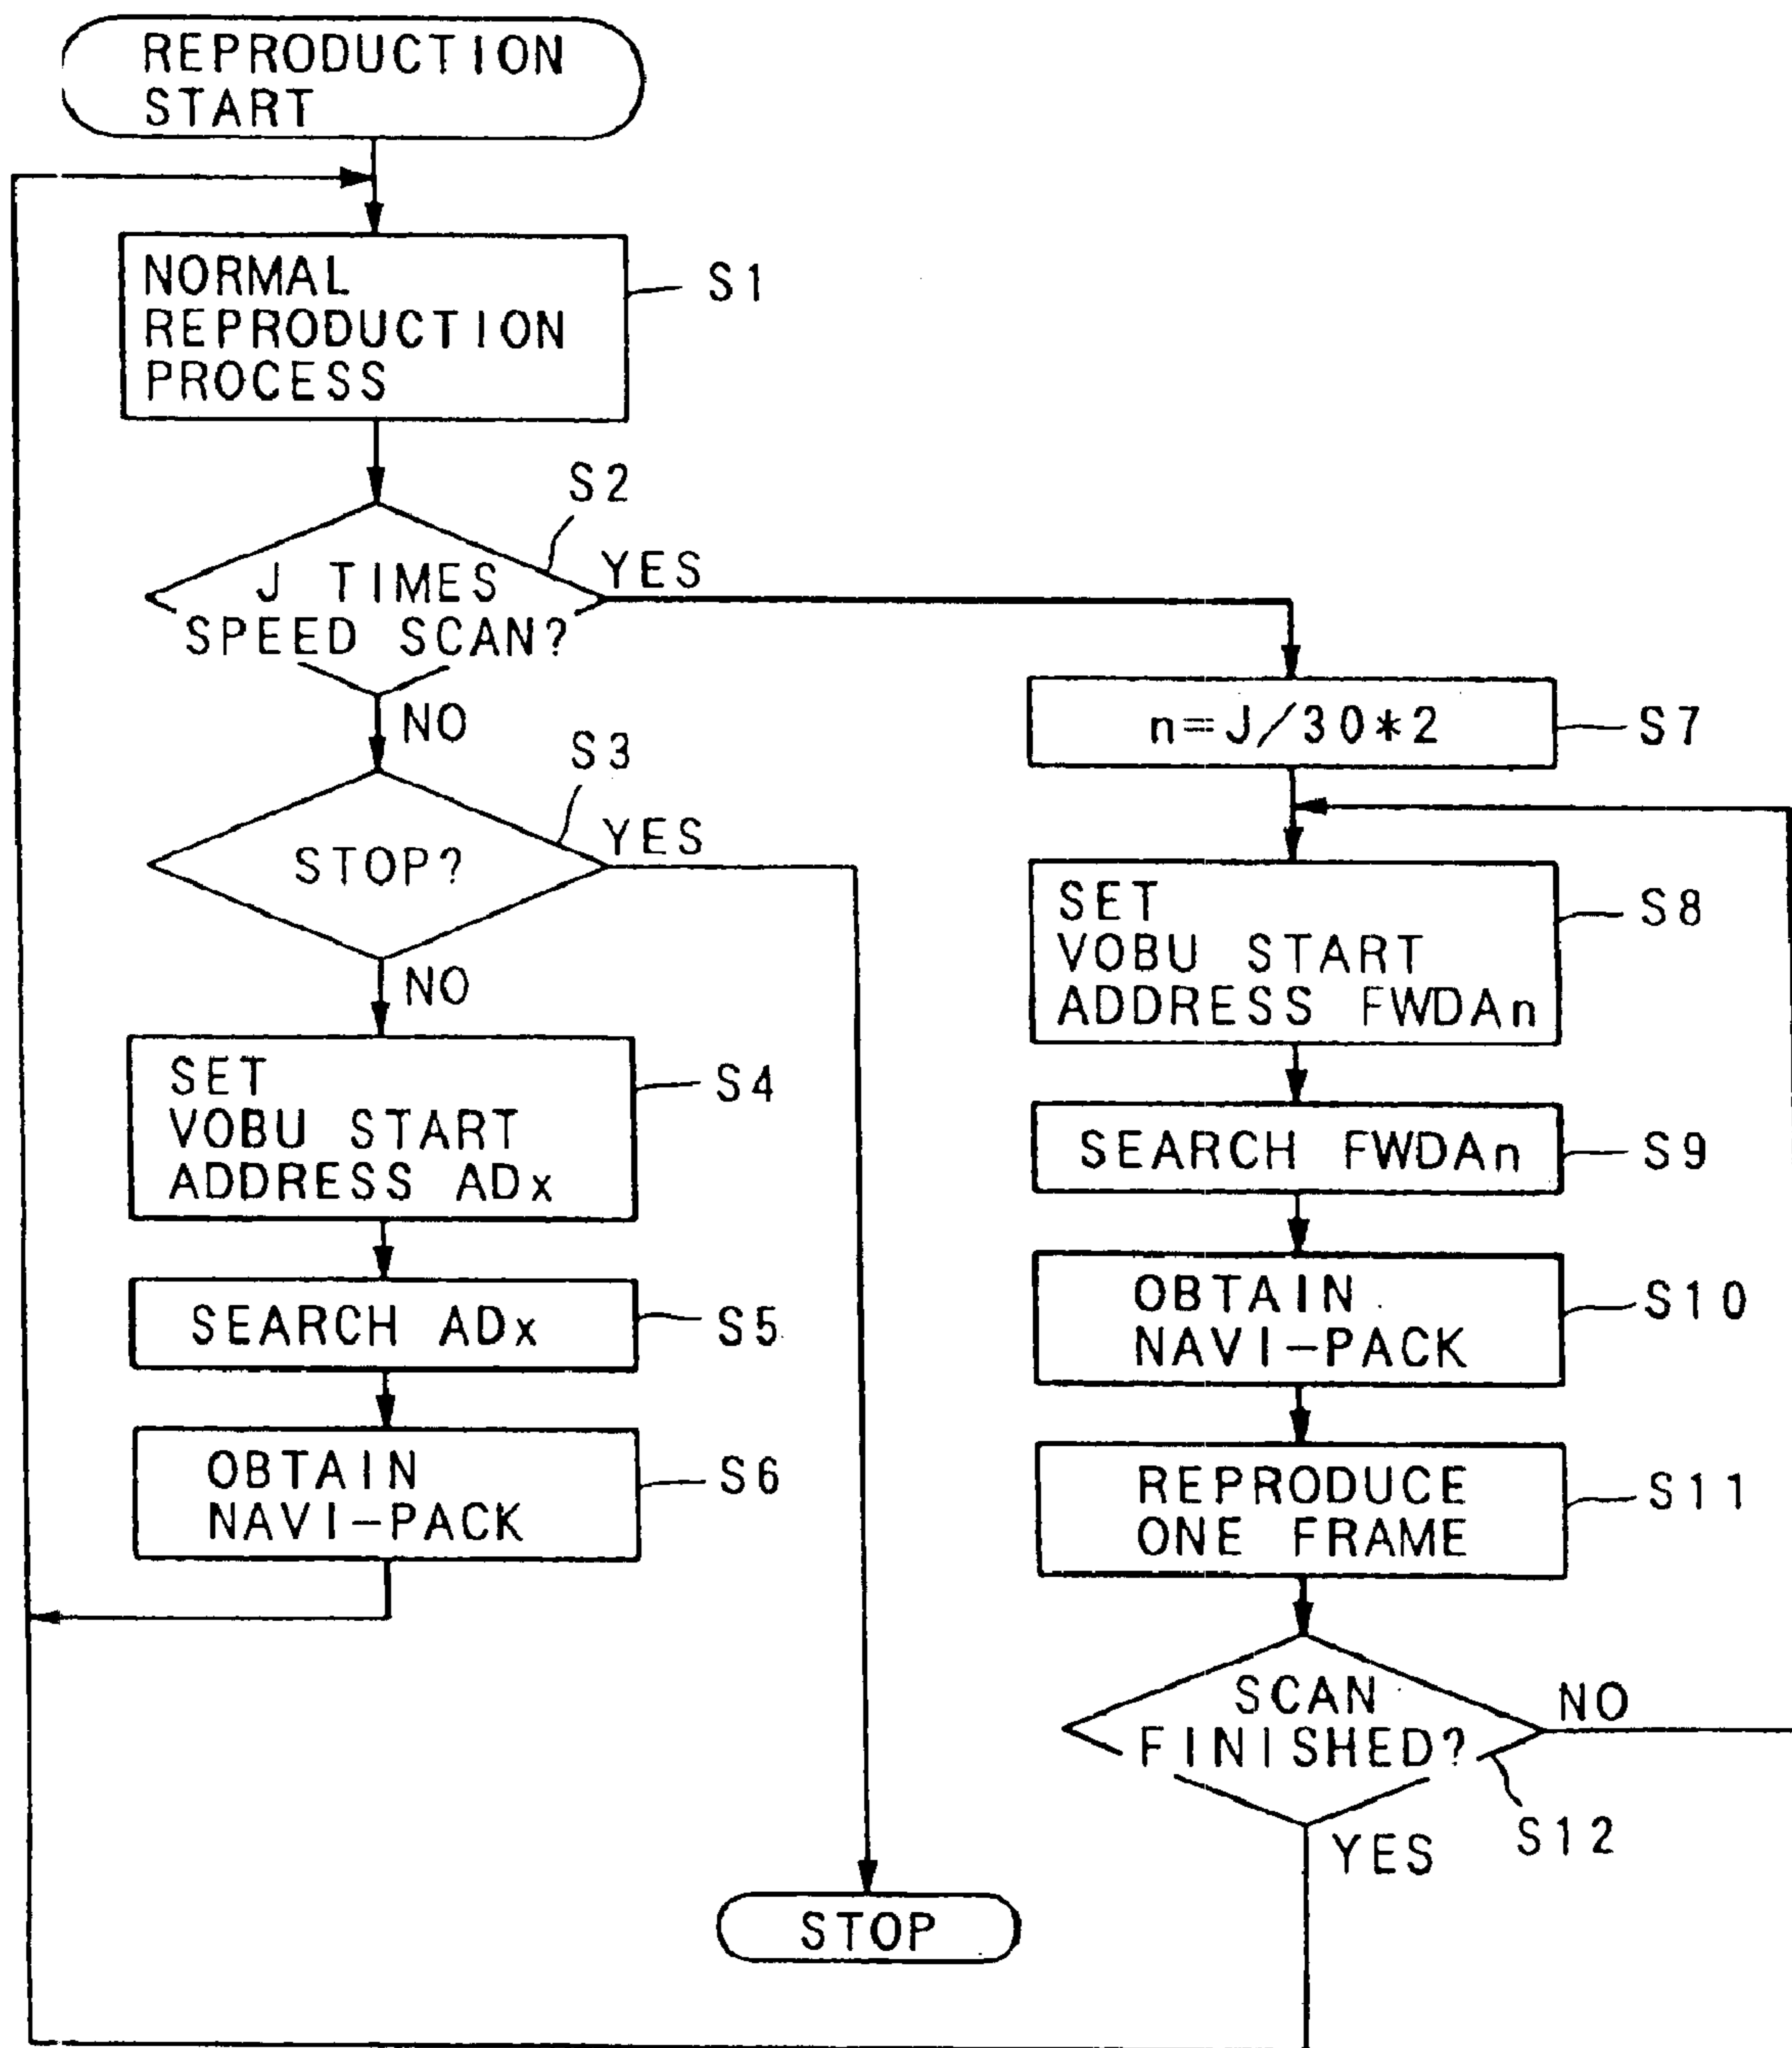 REPRODUCTION
START
NORMAL
REPRODUCTION
PROCESS
S1
S2
J TIMES
SPEED SCAN?
YES
NO
S3
STOP?
YES
NO
SET
VOBU START
ADDRESS ADx
S4
SEARCH ADx
S5
OBTAIN
NAVI-PACK
S6
n=J/30*2
S7
SET
VOBU START
ADDRESS FWDAn
S8
SEARCH FWDAn
S9
OBTAIN
NAVI-PACK
S10
REPRODUCE
ONE FRAME
S11
SCAN
FINISHED?
NO
S12
YES
STOP